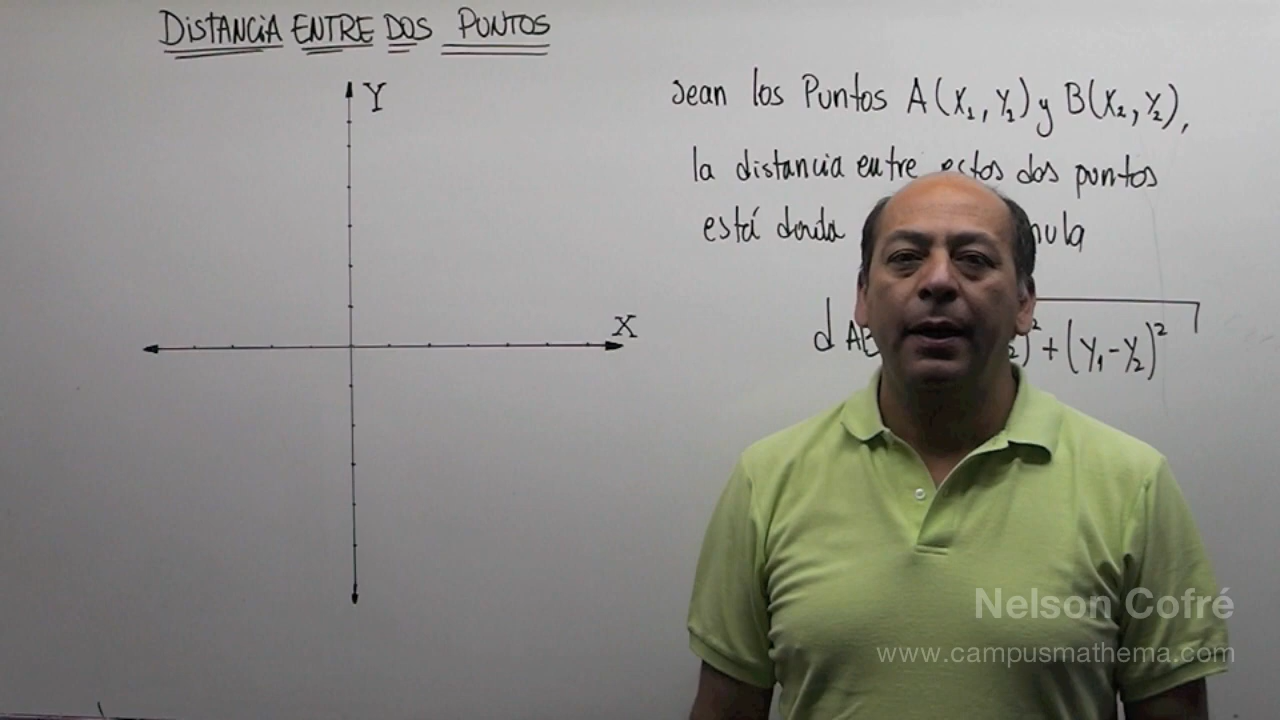 DISTANCIA ENTRE DOS PUNTOS
Y
X
Sean los Puntos A(X₁, Y₁) y B(X₂, Y₂),
la distancia entre estos dos puntos
está dada
d AB
)² + (Y₁-Y₂)²
Nelson Cofré
www.campusmathema.com